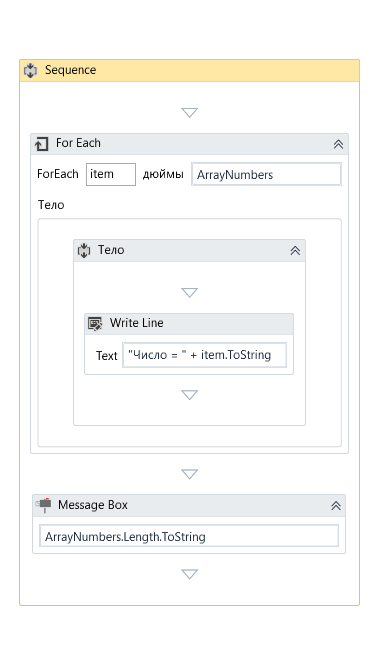 Sequence
For Each
ForEach item дюймы ArrayNumbers
Тело
Тело
Write Line
Text "Число = " + item.ToString
Message Box
ArrayNumbers.Length.ToString